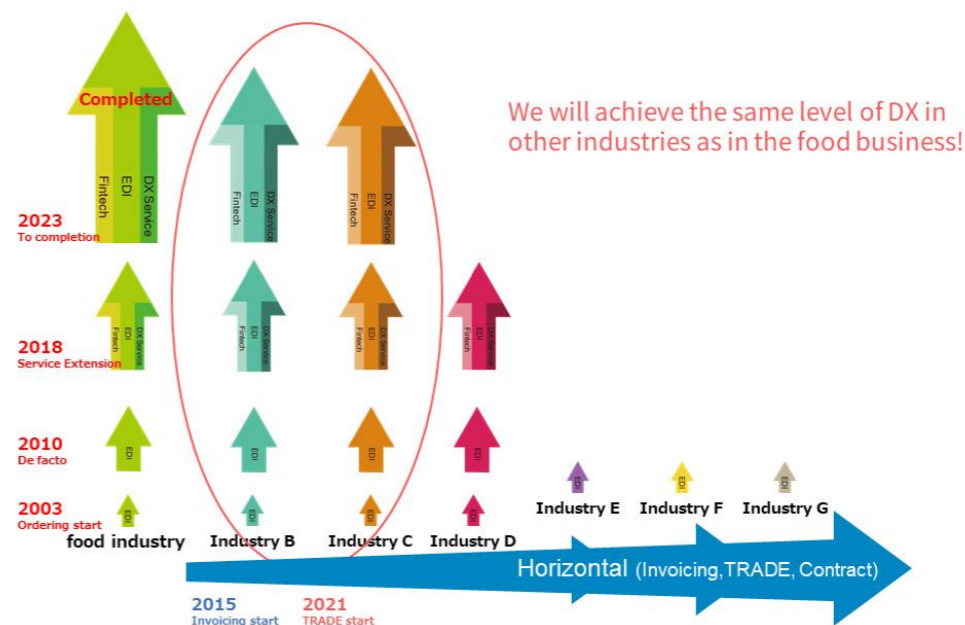 Completed
We will achieve the same level of DX in
other industries as in the food business!
Fintech
EDI
DX Service
Fintech
EDI
DX Service
Fintech
EDI
DX Service
2023
To completion
Fintech
EDI
DX Service
Fintech
EDI
DX Service
Fintech
EDI
DX Service
Fintech
EDI
DX Service
2018
Service Extension
EDI
EDI
EDI
EDI
2010
De facto
EDI
EDI
EDI
2003
Ordering start
EDI
EDI
EDI
EDI
Industry E
Industry F
Industry G
food industry
Industry B
Industry C
Industry D
Horizontal (Invoicing,TRADE, Contract)
2015
Invoicing start
2021
TRADE start